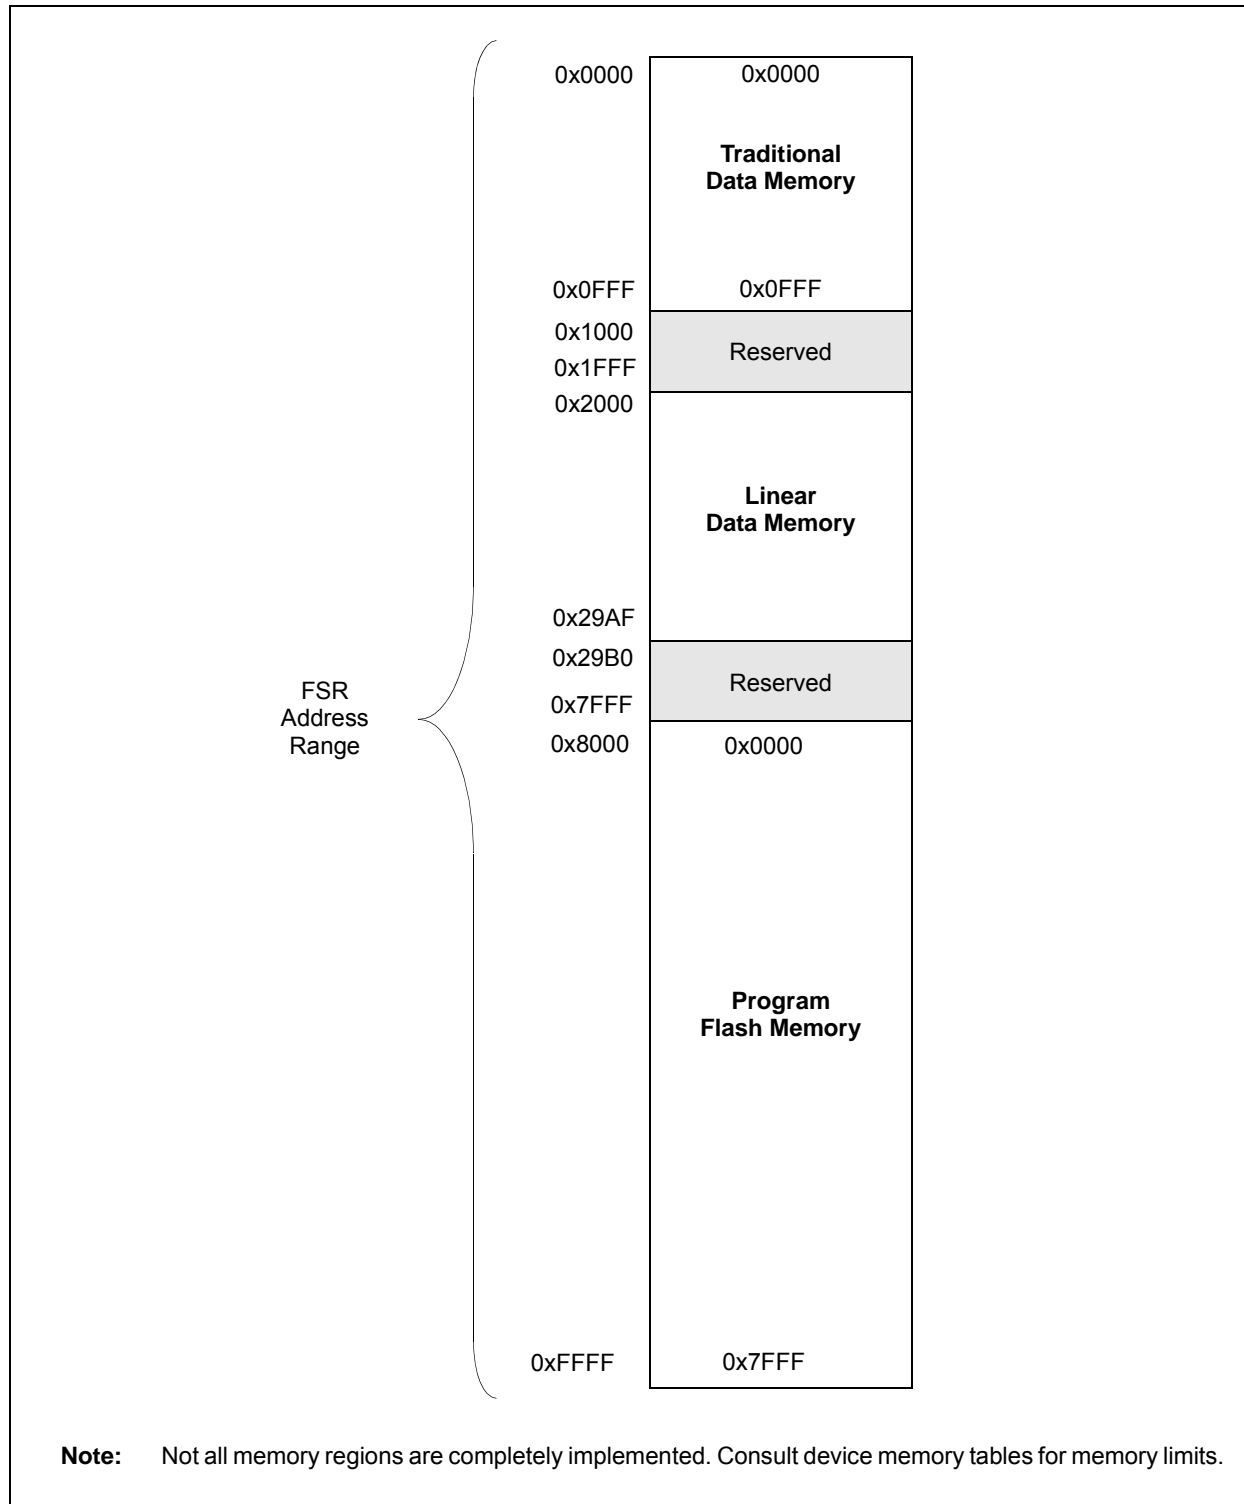 0x0000 0x0000
Traditional
Data Memory
0x0FFF 0x0FFF
0x1000
Reserved
0x1FFF
0x2000
Linear
Data Memory
0x29AF
0x29B0
Reserved
0x7FFF
FSR
Address
Range
0x8000 0x0000
Program
Flash Memory
0xFFFF 0x7FFF
Note: Not all memory regions are completely implemented. Consult device memory tables for memory limits.